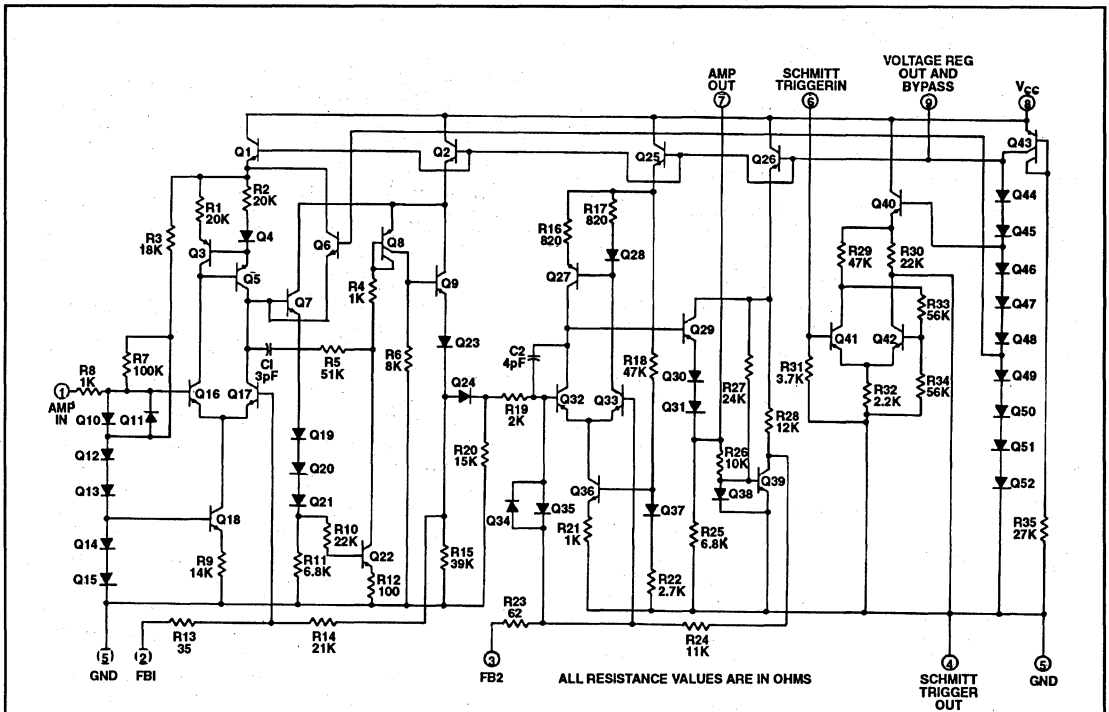 VOLTAGE REG
OUT AND
BYPASS
9
AMP
OUT
7
SCHMITT
TRIGGERIN
6
VCC
8
Q1
Q2
Q25
Q26
Q43
R2
20K
R1
20K
R3
18K
Q4
Q3
Q5
Q6
Q7
Q8
R4
1K
Q9
R16
820
R17
820
Q28
Q27
Q40
Q44
Q45
R29
47K
R30
22K
Q46
R33
56K
Q47
Q48
Q49
R7
100K
R8
1K
1
AMP
IN
Q10
Q11
Q16
Q17
C1
3pF
R5
51K
R6
8K
Q23
Q24
C2
4pF
R19
2K
Q32
Q33
R18
47K
Q29
Q30
Q31
R27
24K
R28
12K
R31
3.7K
Q41
Q42
R34
56K
R32
2.2K
Q50
Q51
Q52
Q12
Q13
Q14
Q15
Q18
R9
14K
Q19
Q20
Q21
R10
22K
R11
6.8K
Q22
R12
100
R20
15K
R15
39K
Q34
Q35
Q36
R21
1K
Q37
R22
2.7K
R25
6.8K
R26
10K
Q38
Q39
R35
27K
R13
35
R14
21K
R23
62
R24
11K
5
GND
2
FB1
3
FB2
ALL RESISTANCE VALUES ARE IN OHMS
4
SCHMITT
TRIGGER
OUT
5
GND